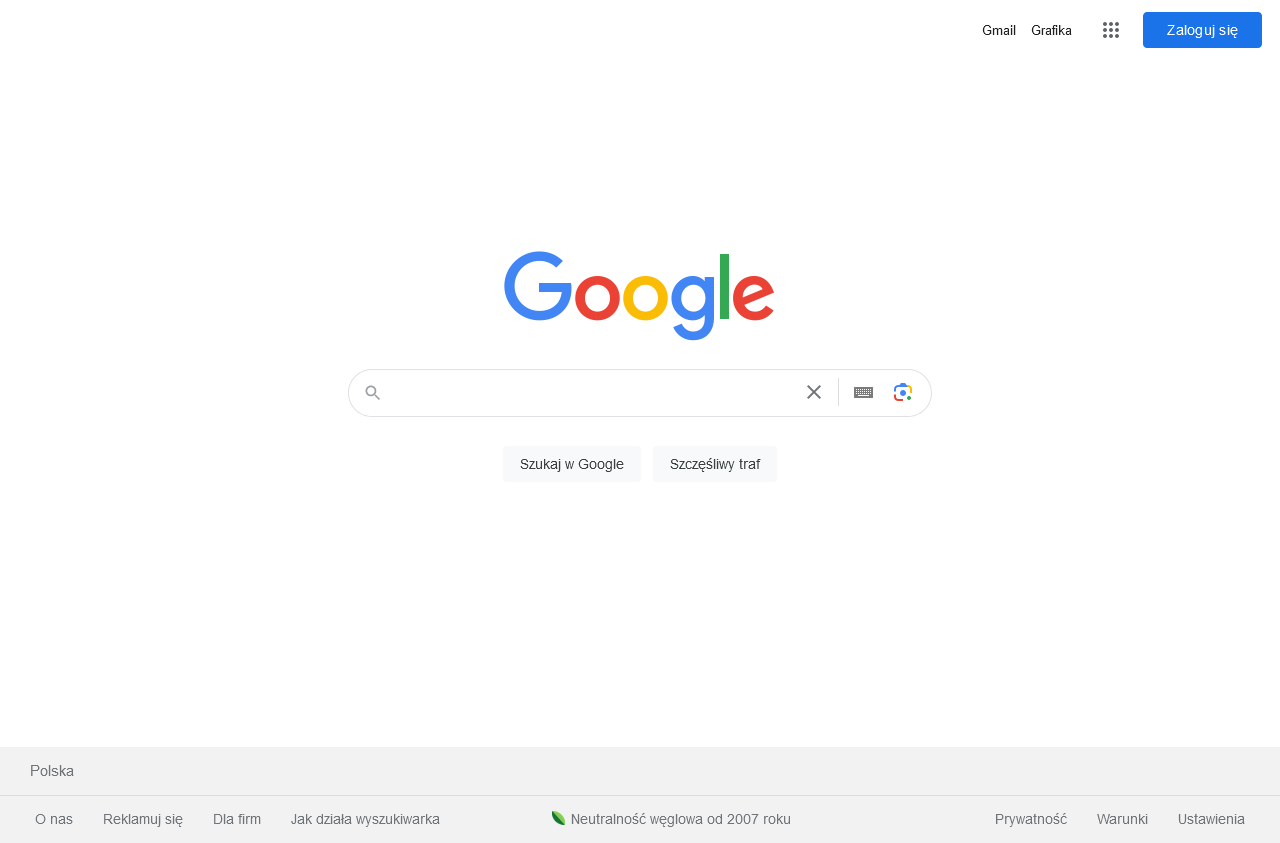 Gmail Grafika Zaloguj się
Google
Szukaj w Google Szczęśliwy traf
Polska
O nas Reklamuj się Dla firm Jak działa wyszukiwarka Neutralność węglowa od 2007 roku Prywatność Warunki Ustawienia